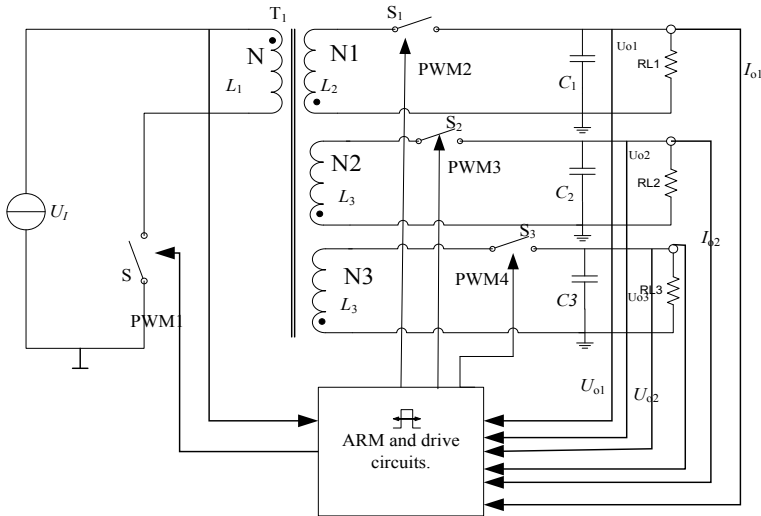 T1
S1
N
N1
PWM2
Uo1
RL1
Io1
L1
L2
C1
S2
N2
PWM3
Uo2
RL2
L3
C2
UI
S
PWM1
S3
Io2
N3
PWM4
C3
Uo3
RL3
L3
Uo1
Uo2
ARM and drive
circuits.